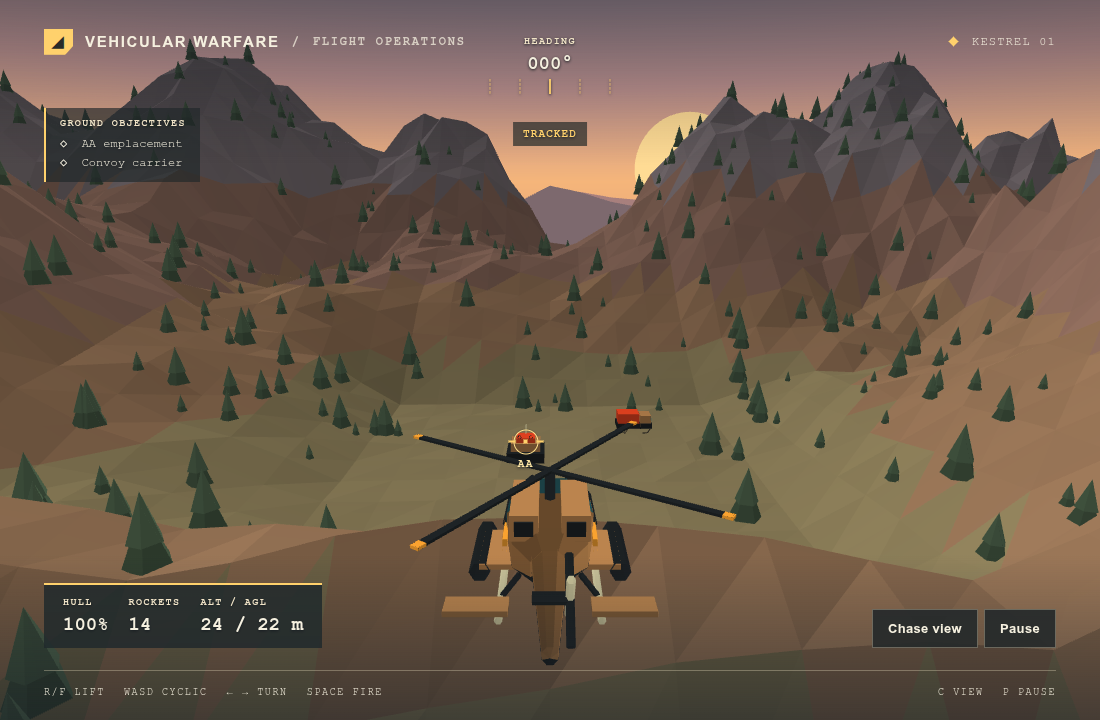 VEHICULAR WARFARE / FLIGHT OPERATIONS
HEADING
000°
KESTREL 01
TRACKED
GROUND OBJECTIVES
AA emplacement
Convoy carrier
AA
HULL ROCKETS ALT / AGL
100% 14 24 / 22 m
Chase view Pause
R/F LIFT WASD CYCLIC ← → TURN SPACE FIRE
C VIEW P PAUSE